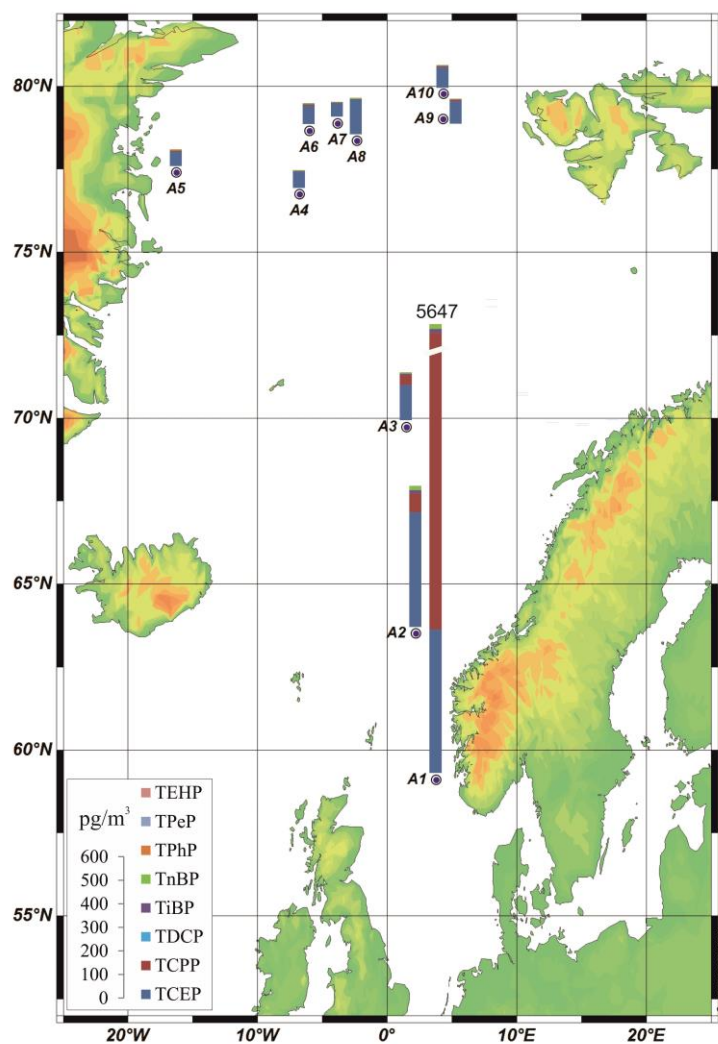 80°N
A10
A9
A6
A7
A8
A5
A4
75°N
5647
70°N
A3
65°N
A2
60°N
A1
TEHP
pg/m³
TPeP
TPhP
600
TnBP
500
400
TiBP
300
TDCP
200
100
TCPP
0
TCEP
55°N
20°W
10°W
0°
10°E
20°E